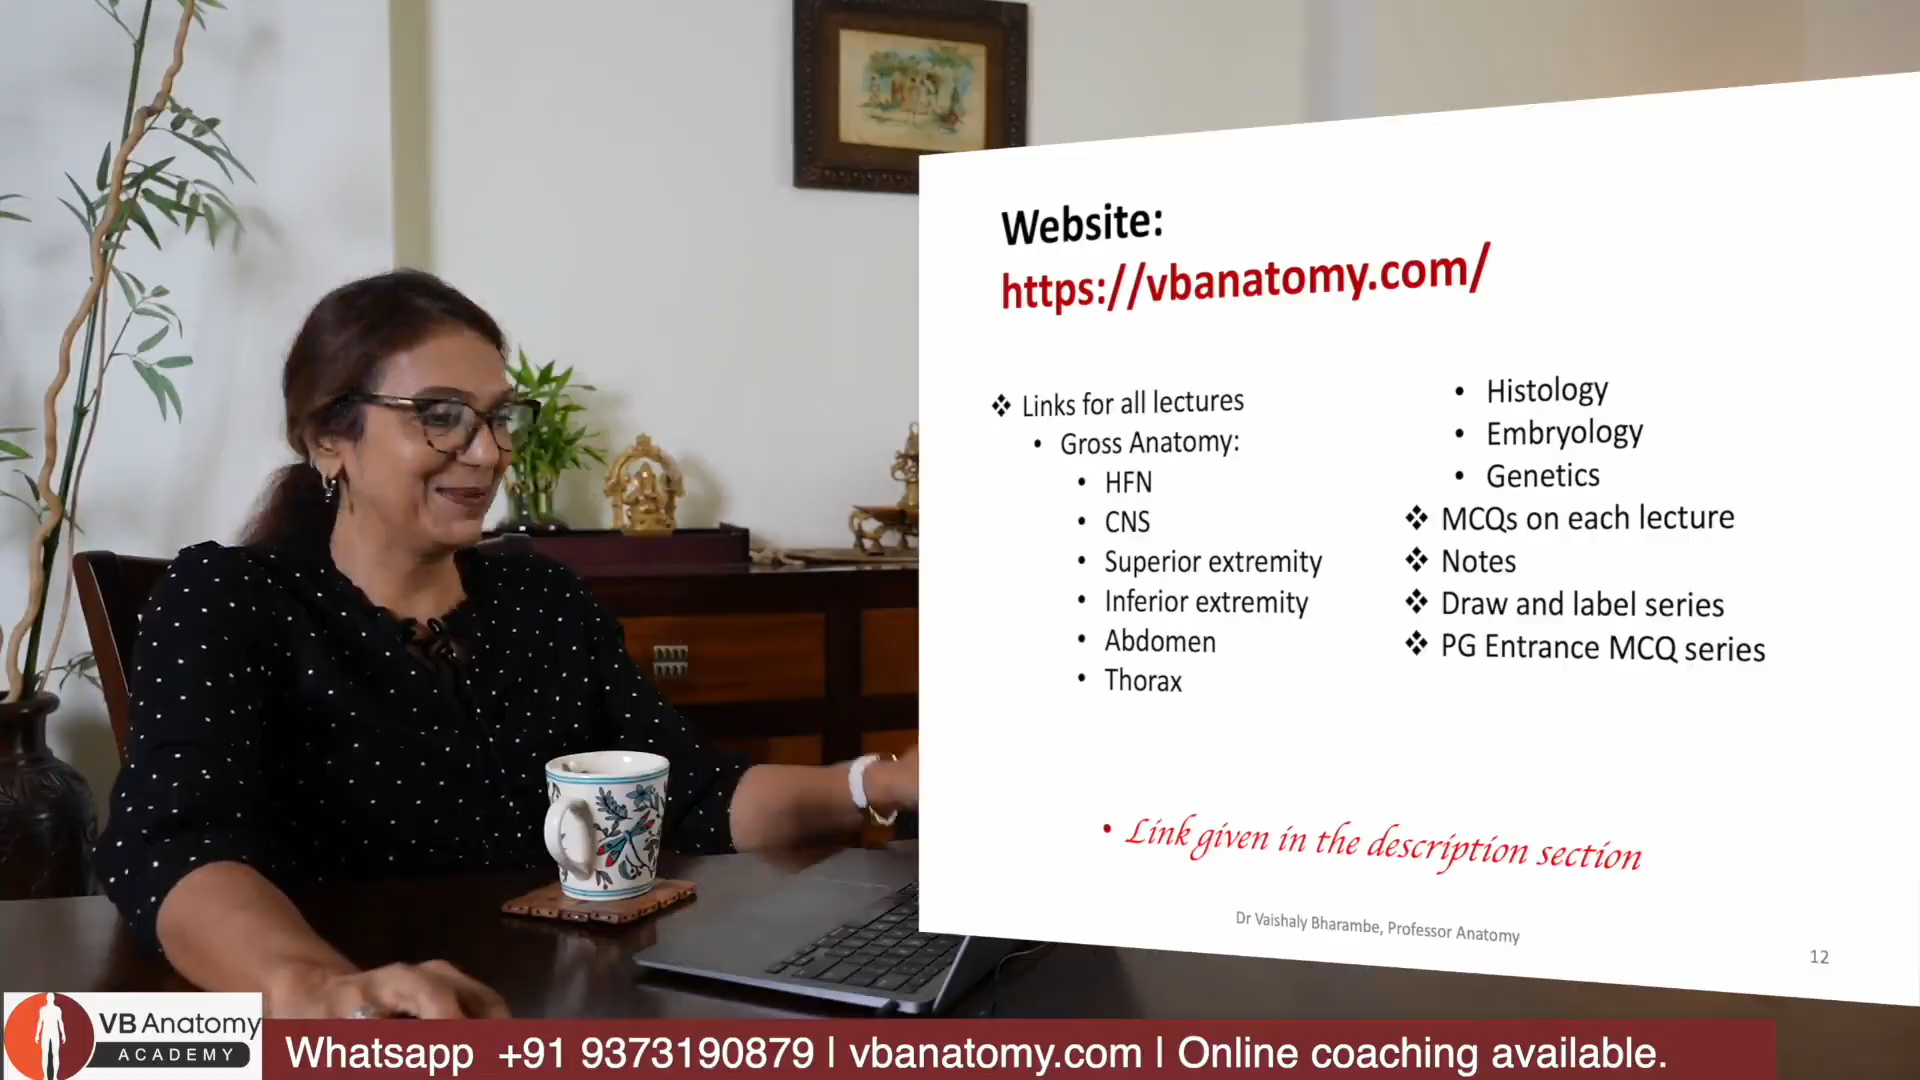 Website:
https://vbanatomy.com/
❖ Links for all lectures
• Gross Anatomy:
• HFN
• CNS
• Superior extremity
• Inferior extremity
• Abdomen
• Thorax
• Histology
• Embryology
• Genetics
❖ MCQs on each lecture
❖ Notes
❖ Draw and label series
❖ PG Entrance MCQ series
• Link given in the description section
Dr Vaishaly Bharambe, Professor Anatomy
12
VB Anatomy
ACADEMY
Whatsapp +91 9373190879 | vbanatomy.com | Online coaching available.